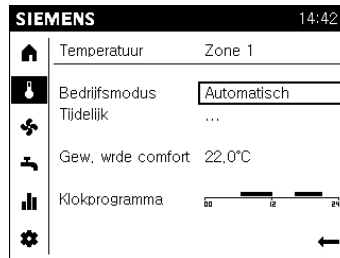 SIEMENS 14:42
Temperatuur Zone 1
Bedrijfsmodus Automatisch
Tijdelijk ...
Gew. wrde comfort 22,0°C
Klokprogramma
00 12 24